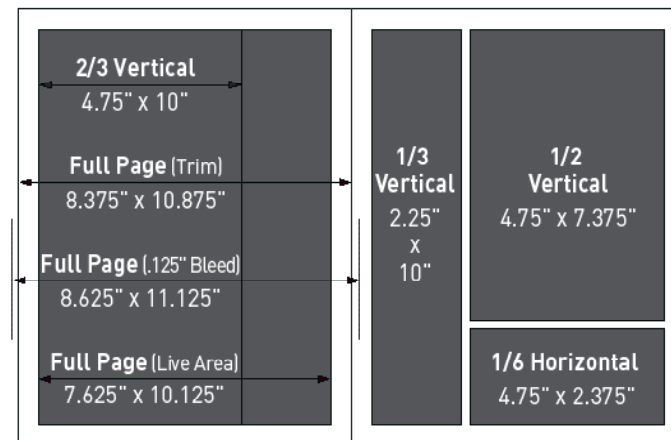 2/3 Vertical
4.75" x 10"
Full Page (Trim)
8.375" x 10.875"
Full Page (.125" Bleed)
8.625" x 11.125"
Full Page (Live Area)
7.625" x 10.125"
1/3
Vertical
2.25"
x
10"
1/2
Vertical
4.75" x 7.375"
1/6 Horizontal
4.75" x 2.375"